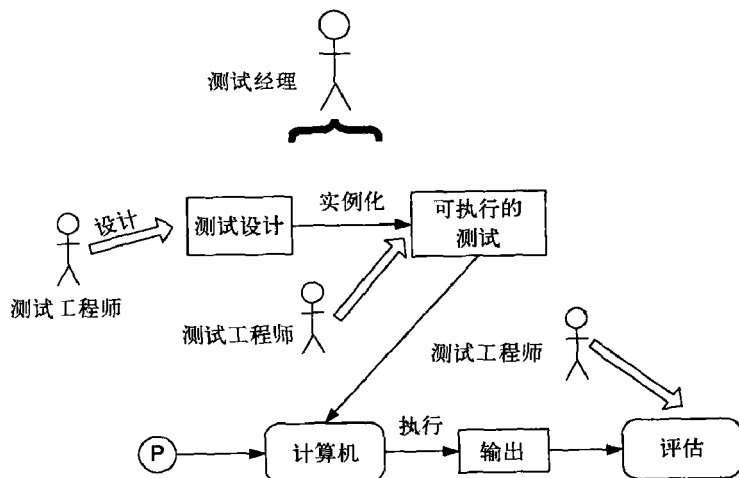 测试经理
设计
测试设计
实例化
可执行的
测试
测试工程师
测试工程师
测试工程师
P
计算机
执行
输出
评估